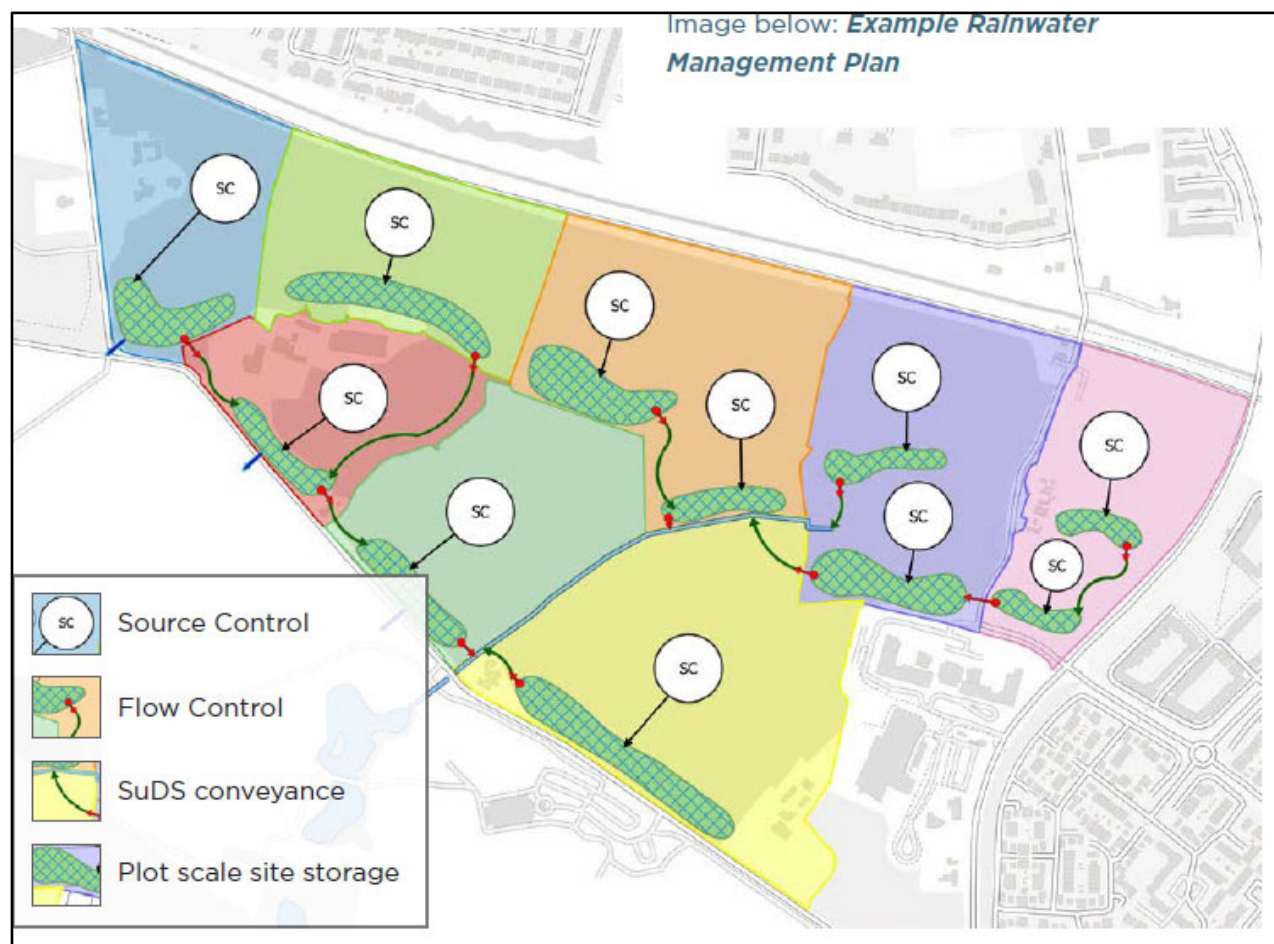 Image below: Example Rainwater
Management Plan
SC
SC
SC
SC
SC
SC
SC
SC
SC
SC
SC
SC
SC Source Control
Flow Control
SuDS conveyance
Plot scale site storage